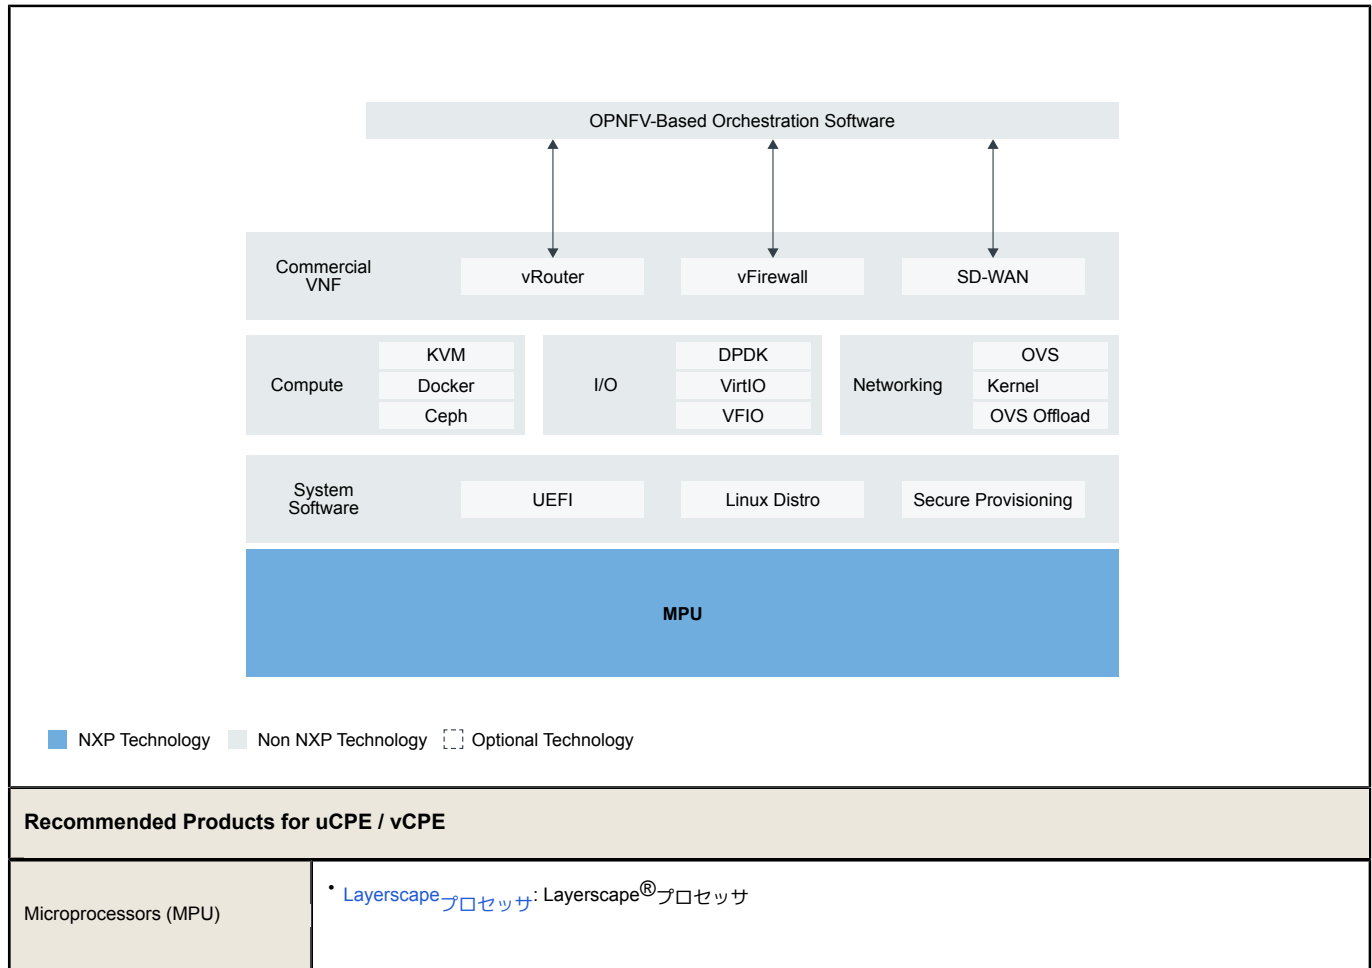 OPNFV-Based Orchestration Software
Commercial
VNF
vRouter
vFirewall
SD-WAN
Compute
KVM
Docker
Ceph
I/O
DPDK
VirtIO
VFIO
Networking
OVS
Kernel
OVS Offload
System
Software
UEFI
Linux Distro
Secure Provisioning
MPU
NXP Technology
Non NXP Technology
Optional Technology
Recommended Products for uCPE / vCPE
Microprocessors (MPU)
• Layerscapeプロセッサ: Layerscape®プロセッサ